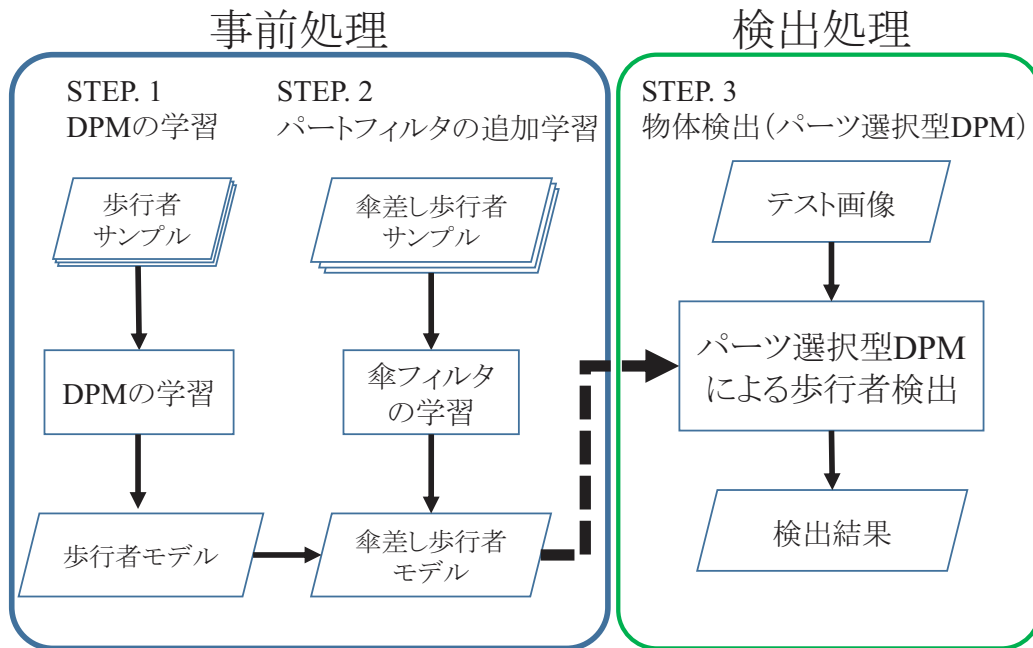 事前処理
STEP. 1
DPMの学習
歩行者
サンプル
DPMの学習
歩行者モデル
STEP. 2
パートフィルタの追加学習
傘差し歩行者
サンプル
傘フィルタ
の学習
傘差し歩行者
モデル
検出処理
STEP. 3
物体検出(パーツ選択型DPM)
テスト画像
パーツ選択型DPM
による歩行者検出
検出結果